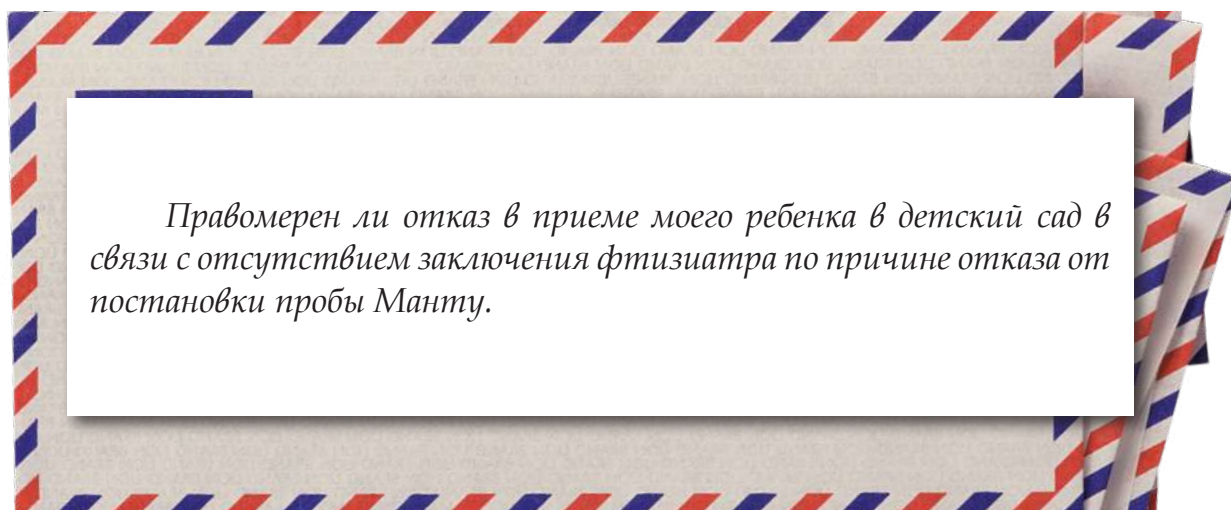 Правомерен ли отказ в приеме моего ребенка в детский сад в
связи с отсутствием заключения фтизиатра по причине отказа от
постановки пробы Манту.